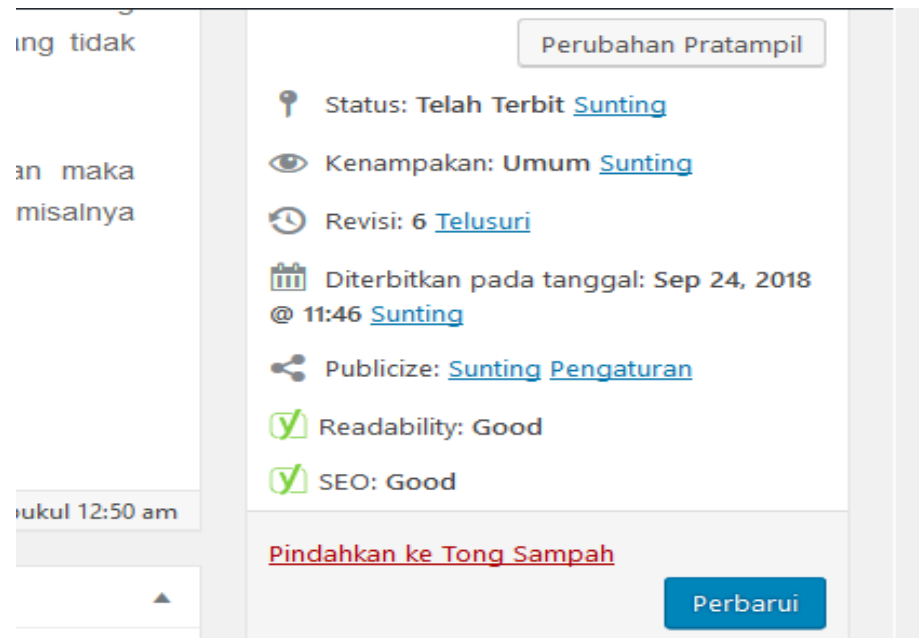 ng tidak
Perubahan Pratampil
Status: Telah Terbit Sunting
Kenampakan: Umum Sunting
an maka
misalnya
Revisi: 6 Telusuri
Diterbitkan pada tanggal: Sep 24, 2018
@ 11:46 Sunting
Publicize: Sunting Pengaturan
Readability: Good
SEO: Good
pukul 12:50 am
Pindahkan ke Tong Sampah
Perbarui